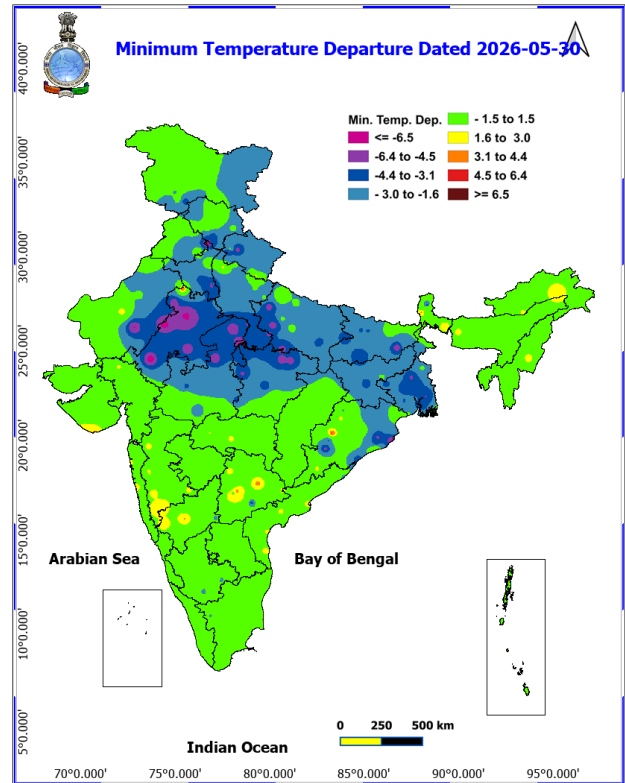 Minimum Temperature Departure Dated 2026-05-30
Min. Temp. Dep.
<= -6.5
-6.4 to -4.5
-4.4 to -3.1
- 3.0 to -1.6
- 1.5 to 1.5
1.6 to 3.0
3.1 to 4.4
4.5 to 6.4
>= 6.5
40°0.000'
35°0.000'
30°0.000'
25°0.000'
20°0.000'
15°0.000'
10°0.000'
5°0.000'
Arabian Sea
Bay of Bengal
Indian Ocean
0 250 500 km
70°0.000' 75°0.000' 80°0.000' 85°0.000' 90°0.000' 95°0.000'